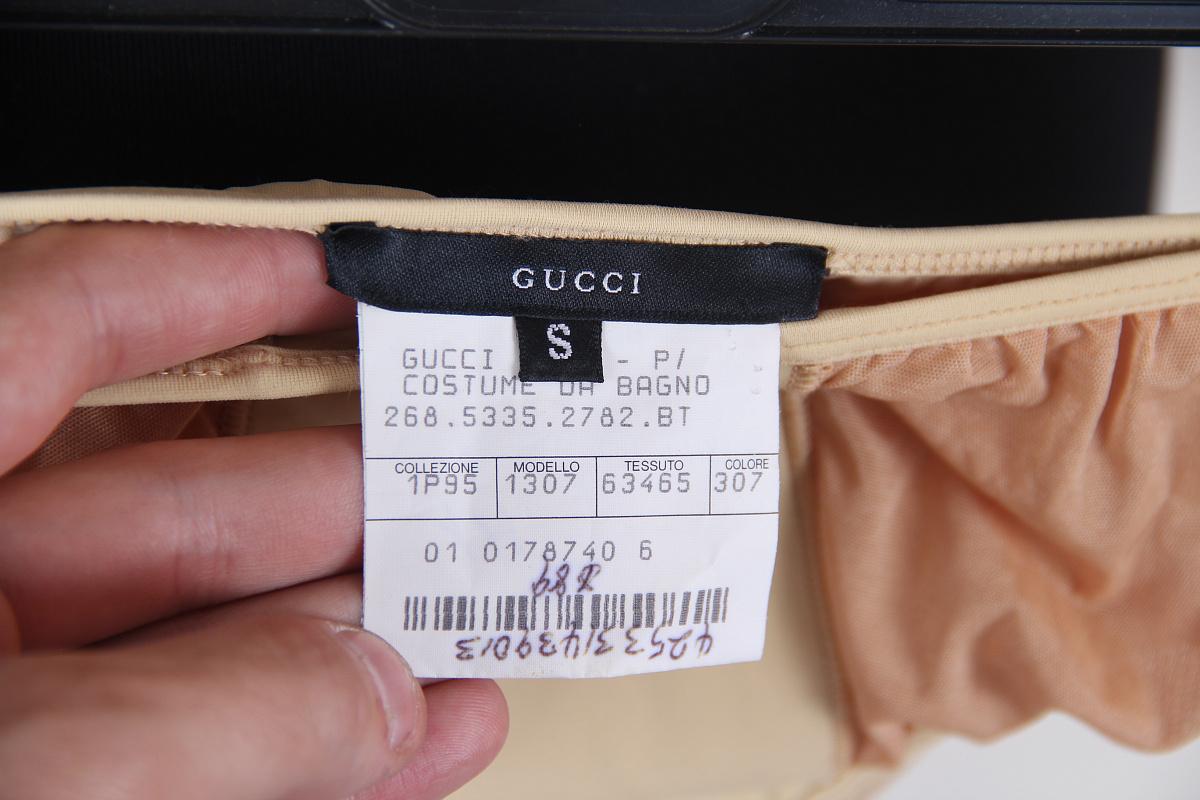 GUCCI
S
GUCCI - P/
COSTUME DA BAGNO
268.5335.2782.BT
COLLEZIONE MODELLO TESSUTO COLORE
1P95 1307 63465 307
01 0178740 6